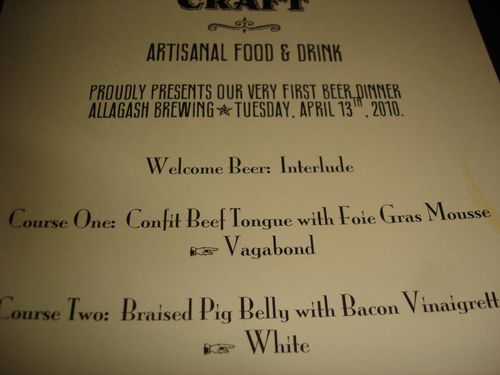 CRAFT
ARTISANAL FOOD & DRINK
PROUDLY PRESENTS OUR VERY FIRST BEER DINNER
ALLAGASH BREWING ★ TUESDAY, APRIL 13TH, 2010.
Welcome Beer: Interlude
Course One: Confit Beef Tongue with Foie Gras Mousse
☞ Vagabond
Course Two: Braised Pig Belly with Bacon Vinaigrett
☞ White